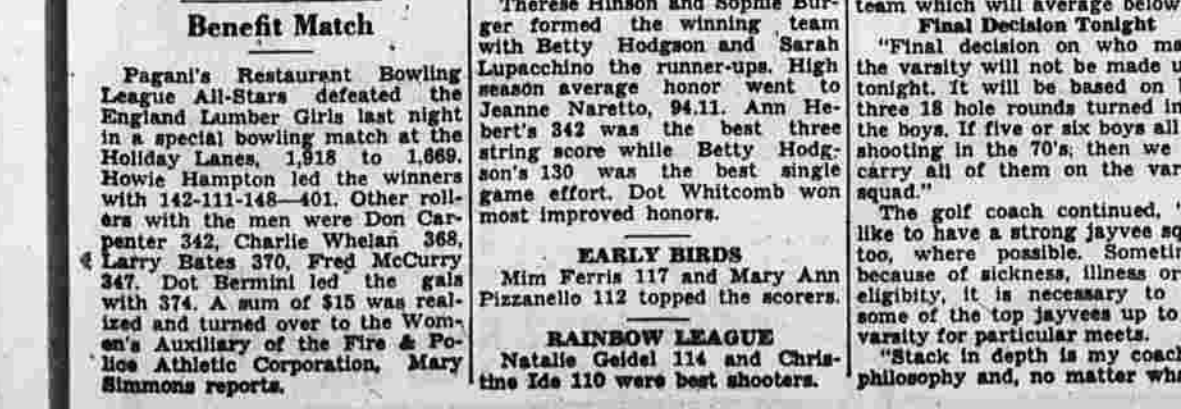 Benefit Match
Pagani's Restaurant Bowling
League All-Stars defeated the
England Lumber Girls last night
in a special bowling match at the
Holiday Lanes, 1,918 to 1,669.
Howie Hampton led the winners
with 142-111-148—401. Other roll-
ers with the men were Don Car-
penter 342, Charlie Whelan 368,
Larry Bates 370, Fred McCurry
347. Dot Bermini led the gals
with 374. A sum of $15 was real-
ized and turned over to the Wom-
en's Auxiliary of the Fire & Po-
lice Athletic Corporation, Mary
Simmons reports.
Therese Hinson and Sophie Bur-
ger formed the winning team
with Betty Hodgson and Sarah
Lupacchino the runner-ups. High
season average honor went to
Jeanne Naretto, 94.11. Ann He-
bert's 342 was the best three
string score while Betty Hodg-
son's 130 was the best single
game effort. Dot Whitcomb won
most improved honors.
EARLY BIRDS
Mim Ferris 117 and Mary Ann
Pizzanello 112 topped the scorers.
RAINBOW LEAGUE
Natalie Geidel 114 and Chris-
tine Ide 110 were best shooters.
team which will average below
Final Decision Tonight
"Final decision on who ma
the varsity will not be made u
tonight. It will be based on
three 18 hole rounds turned in
the boys. If five or six boys all
shooting in the 70's, then we
carry all of them on the var
squad."
The golf coach continued,
like to have a strong jayvee sq
too, where possible. Someti
because of sickness, illness or
eligibity, it is necessary to
some of the top jayvees up to
varsity for particular meets.
"Stack in depth is my coach
philosophy and, no matter wha